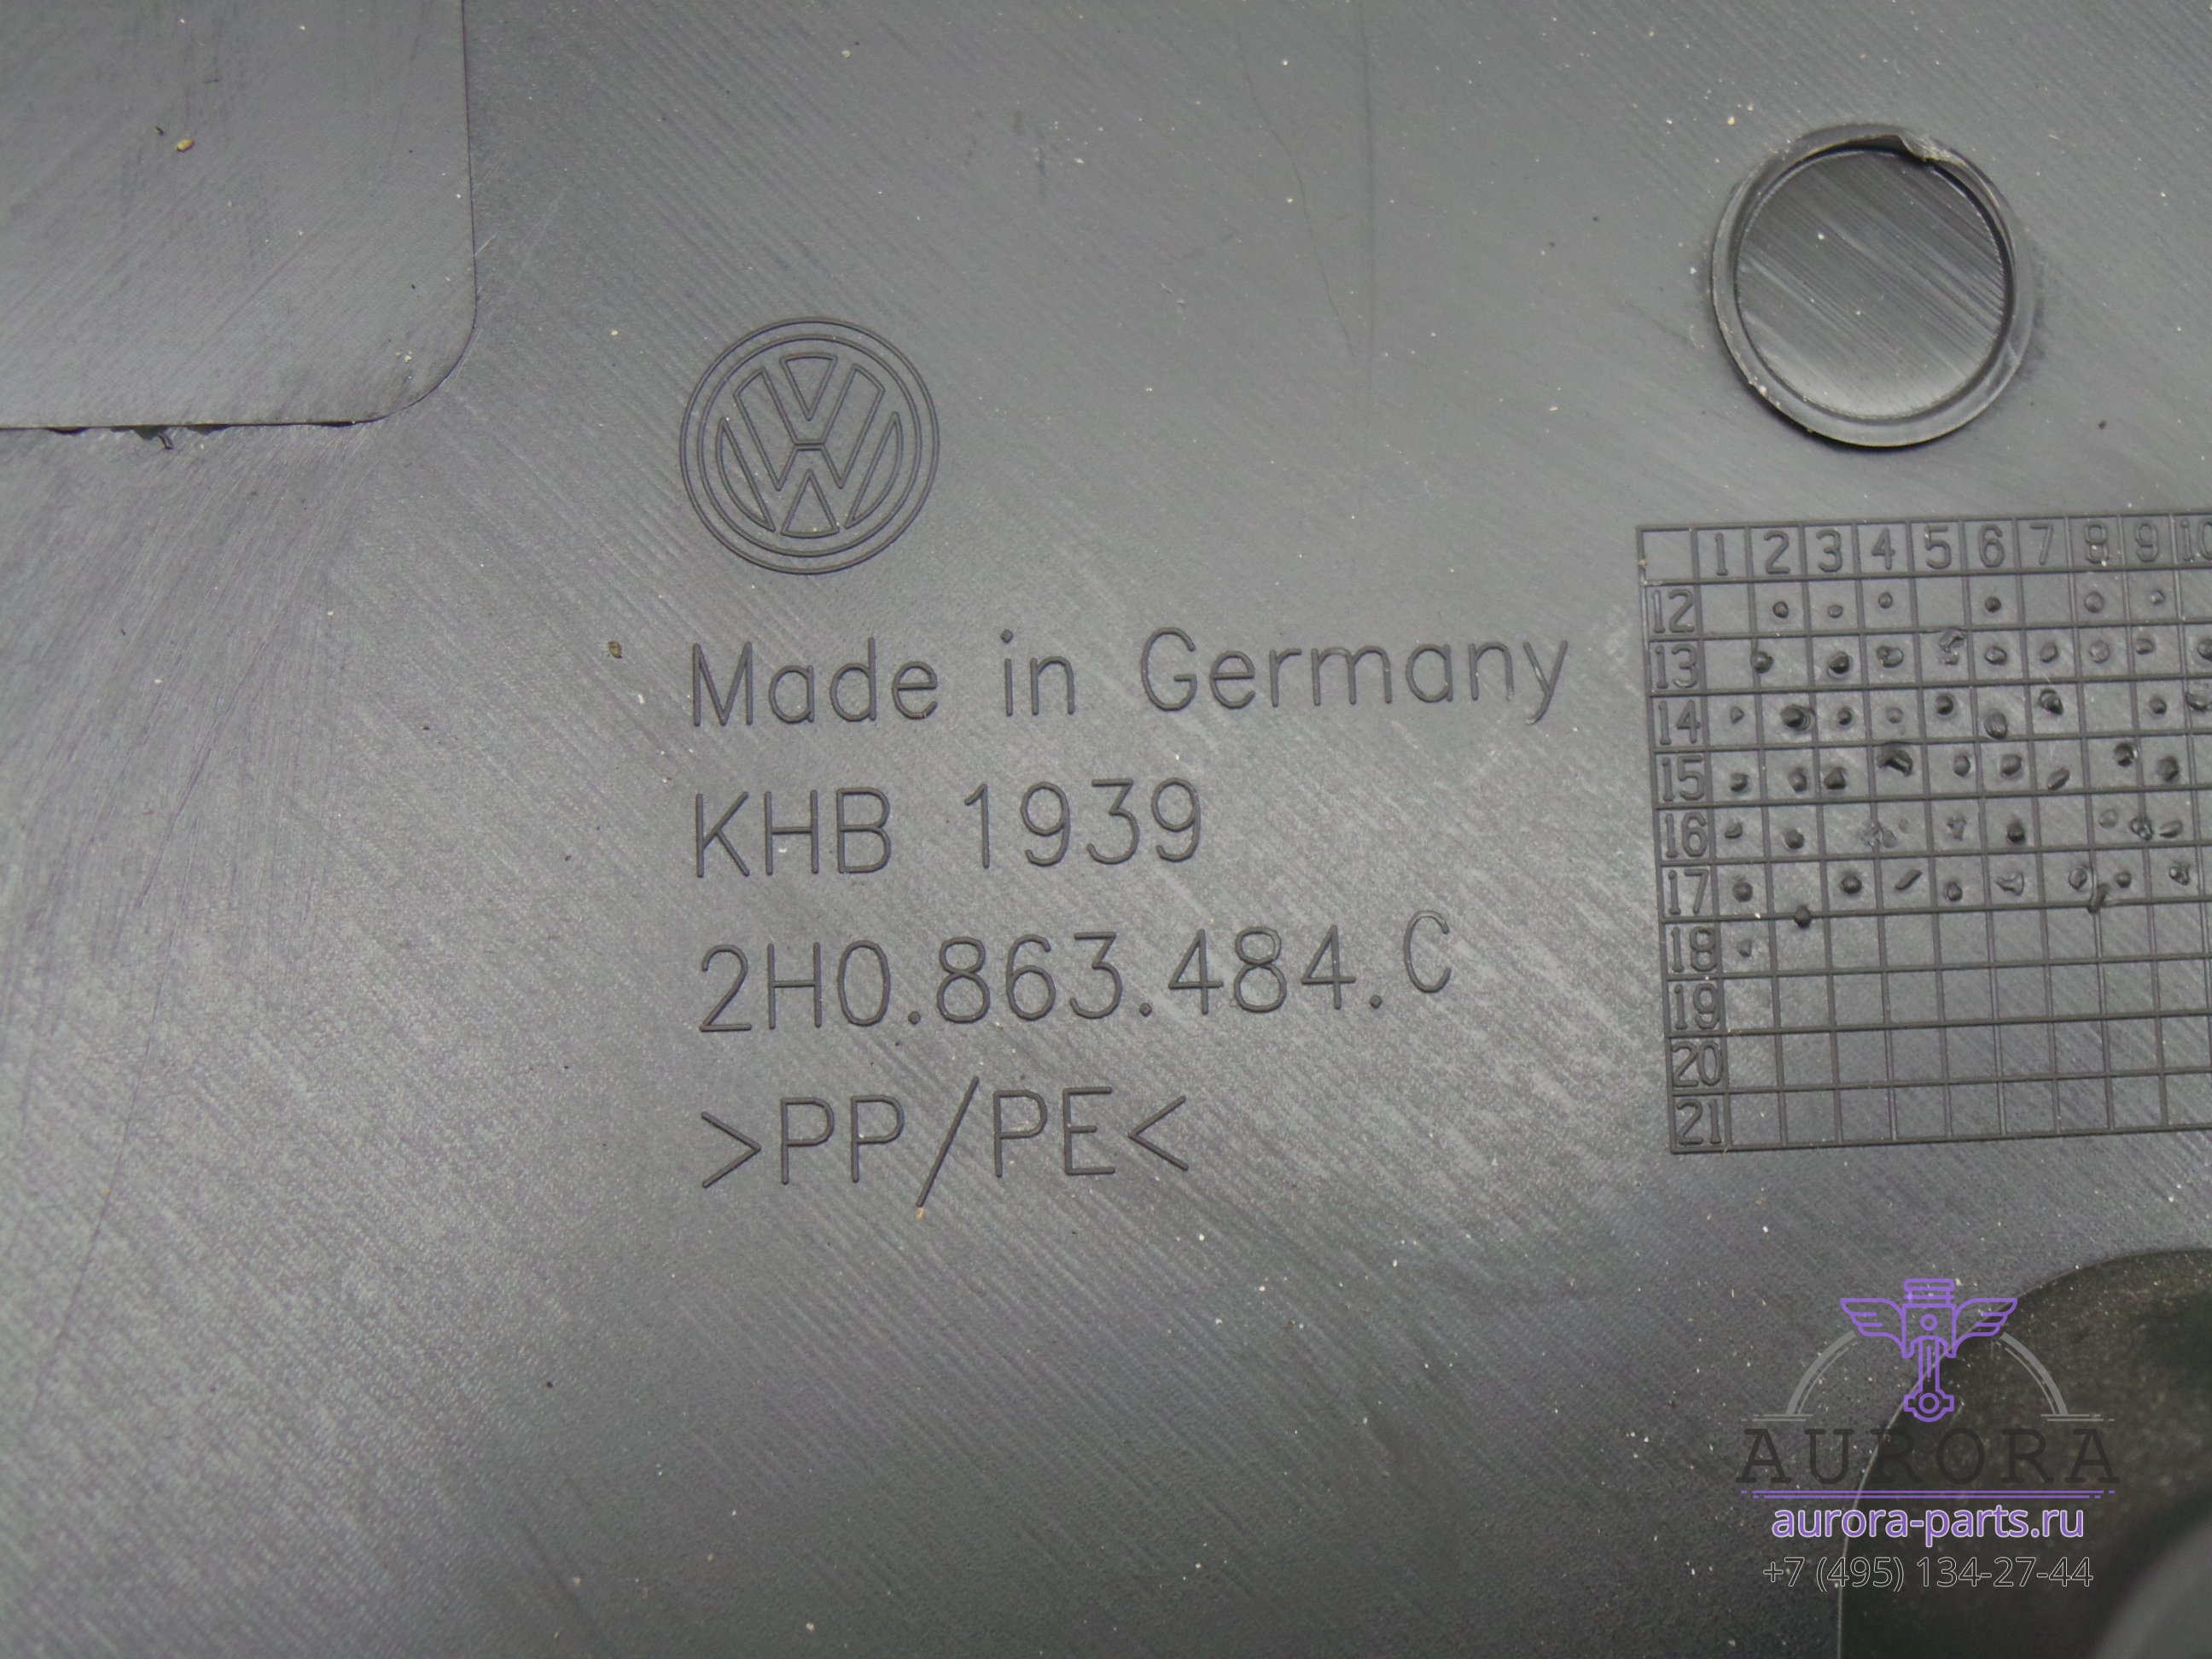 Made in Germany
KHB 1939
2H0.863.484.C
>PP/PE<
1 2 3 4 5 6 7 8 9 10
12
13
14
15
16
17
18
19
20
21
AURORA
aurora-parts.ru
+7 (495) 134-27-44